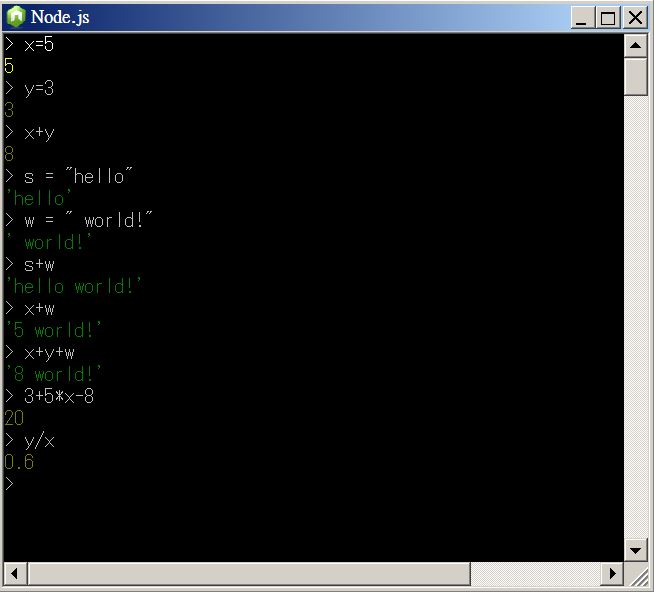 Node.js
> x=5
5
> y=3
3
> x+y
8
> s = "hello"
'hello'
> w = " world!"
' world!'
> s+w
'hello world!'
> x+w
'5 world!'
> x+y+w
'8 world!'
> 3+5*x-8
20
> y/x
0.6
>